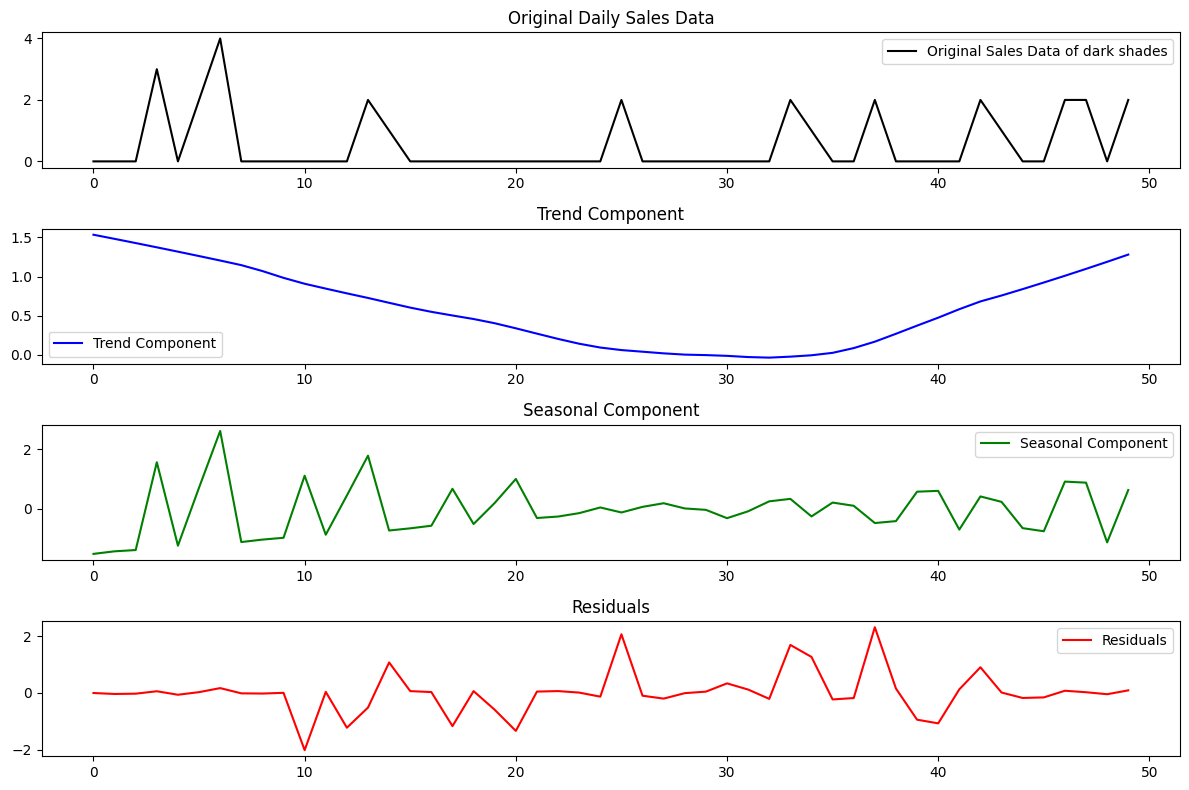 Original Daily Sales Data
Original Sales Data of dark shades
4
2
0
0 10 20 30 40 50
Trend Component
1.5
1.0
0.5
0.0
Trend Component
0 10 20 30 40 50
Seasonal Component
Seasonal Component
2
0
0 10 20 30 40 50
Residuals
Residuals
2
0
−2
0 10 20 30 40 50